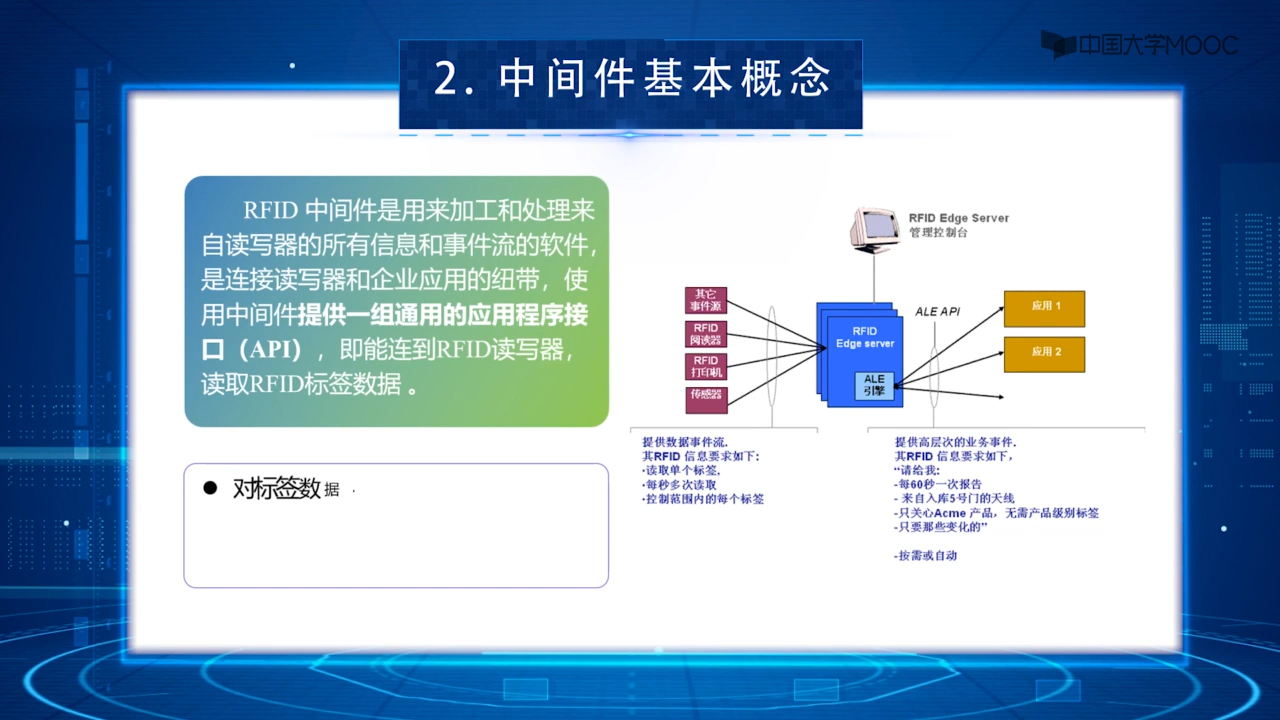 中国大学MOOC
2. 中间件基本概念
RFID 中间件是用来加工和处理来
自读写器的所有信息和事件流的软件，
是连接读写器和企业应用的纽带，使
用中间件提供一组通用的应用程序接
口（API），即能连到RFID读写器，
读取RFID标签数据 。
● 对标签数据
RFID Edge Server
管理控制台
其它
事件源
RFID
阅读器
RFID
打印机
传感器
RFID
Edge server
ALE
引擎
ALE API
应用 1
应用 2
提供数据事件流.
其RFID 信息要求如下:
·读取单个标签,
·每秒多次读取
·控制范围内的每个标签
提供高层次的业务事件.
其RFID 信息要求如下，
“请给我:
-每60秒一次报告
- 来自入库5号门的天线
-只关心Acme 产品，无需产品级别标签
-只要那些变化的”
-按需或自动